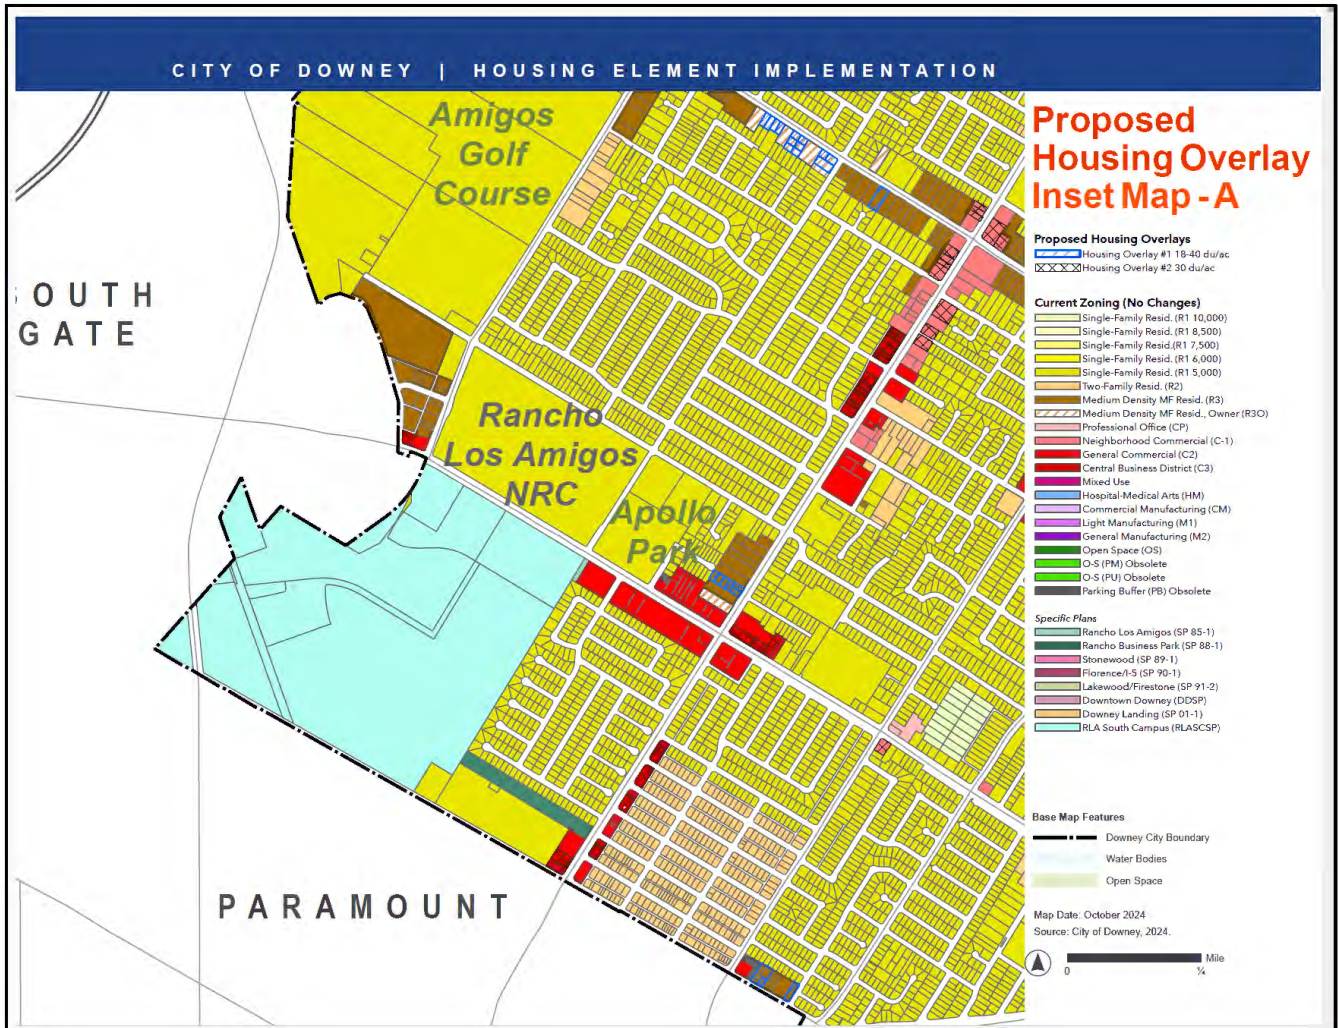 CITY OF DOWNEY | HOUSING ELEMENT IMPLEMENTATION
Proposed
Housing Overlay
Inset Map - A
Amigos
Golf
Course
OUTH
GATE
Rancho
Los Amigos
NRC
Apollo
Park
PARAMOUNT
Proposed Housing Overlays
Housing Overlay #1 18-40 du/ac
Housing Overlay #2 30 du/ac
Current Zoning (No Changes)
Single-Family Resid. (R1 10,000)
Single-Family Resid. (R1 8,500)
Single-Family Resid.(R1 7,500)
Single-Family Resid. (R1 6,000)
Single-Family Resid. (R1 5,000)
Two-Family Resid. (R2)
Medium Density MF Resid. (R3)
Medium Density MF Resid., Owner (R3O)
Professional Office (CP)
Neighborhood Commercial (C-1)
General Commercial (C2)
Central Business District (C3)
Mixed Use
Hospital-Medical Arts (HM)
Commercial Manufacturing (CM)
Light Manufacturing (M1)
General Manufacturing (M2)
Open Space (OS)
O-S (PM) Obsolete
O-S (PU) Obsolete
Parking Buffer (PB) Obsolete
Specific Plans
Rancho Los Amigos (SP 85-1)
Rancho Business Park (SP 88-1)
Stonewood (SP 89-1)
Florence/I-5 (SP 90-1)
Lakewood/Firestone (SP 91-2)
Downtown Downey (DDSP)
Downey Landing (SP 01-1)
RLA South Campus (RLASCSP)
Base Map Features
Downey City Boundary
Water Bodies
Open Space
Map Date: October 2024
Source: City of Downey, 2024.
Mile
0 ¼